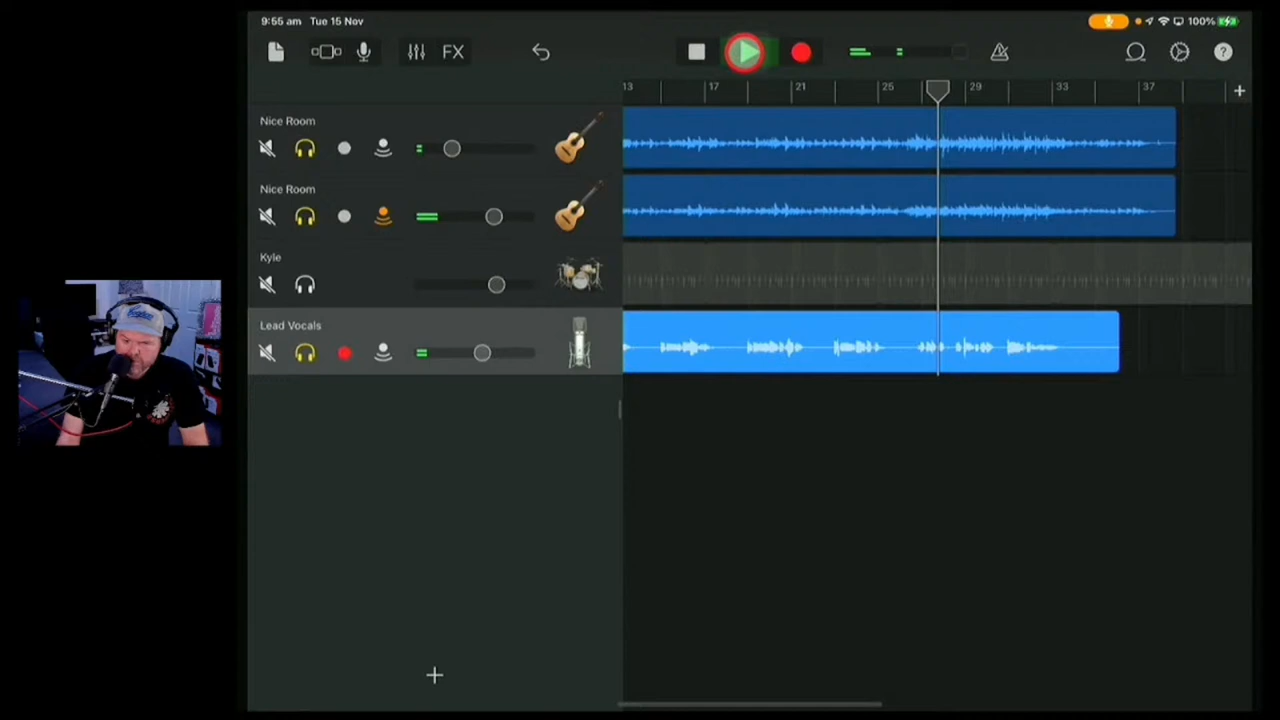 9:55 am Tue 15 Nov
100%
FX
?
13 17 21 25 29 33 37
Nice Room
Nice Room
Kyle
Lead Vocals